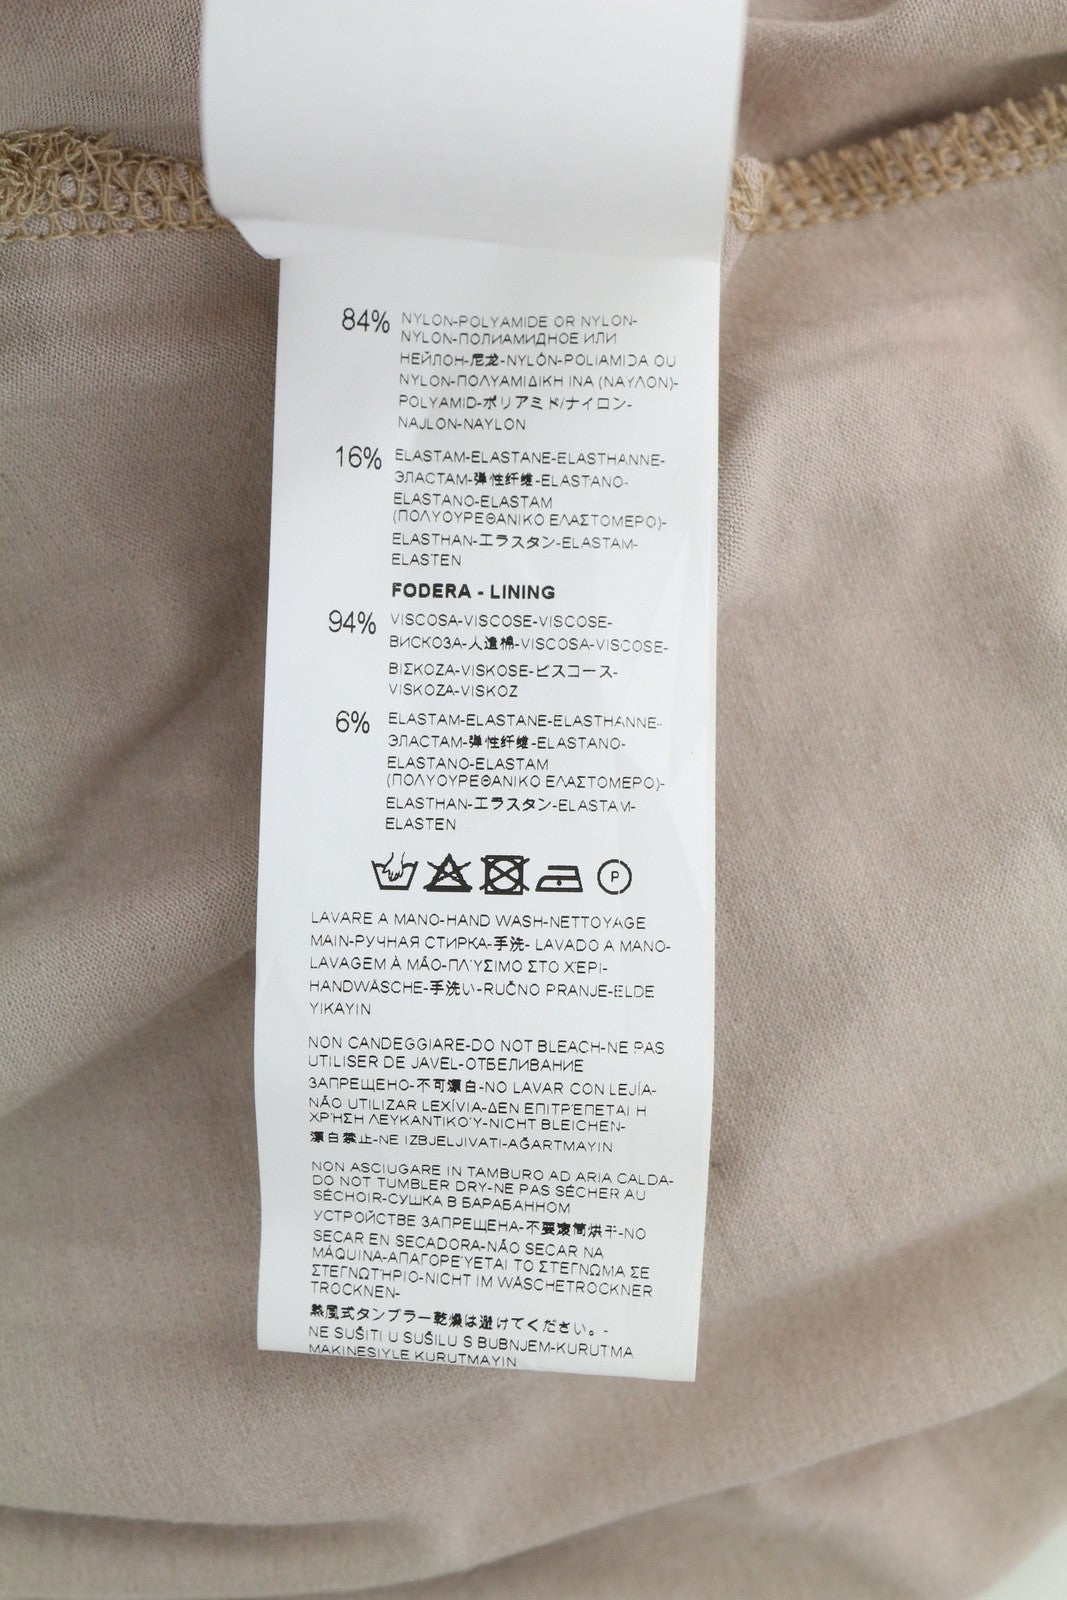 84% NYLON-POLYAMIDE OR NYLON-
NYLON-ПОЛИАМИДНОЕ ИЛИ
НЕЙЛОН-尼龙-NYLON-POLIAMIDA OU
NYLON-ΠΟΛΥΑΜΙΔΙΚΗ ΙΝΑ (ΝΑΥΛΟΝ)-
POLYAMID-ポリアミド/ナイロン-
NAJLON-NAYLON
16% ELASTAM-ELASTANE-ELASTHANNE-
ЭЛАСТАМ-弹性纤维-ELASTANO-
ELASTANO-ELASTAM
(ΠΟΛΥΟΥΡΕΘΑΝΙΚΟ ΕΛΑΣΤΟΜΕΡΟ)-
ELASTHAN-エラスタン-ELASTAM-
ELASTEN
FODERA - LINING
94% VISCOSA-VISCOSE-VISCOSE-
ВИСКОЗА-人造棉-VISCOSA-VISCOSE-
ΒΙΣΚΟΖΑ-VISKOSE-ビスコース-
VISKOZA-VISKOZ
6% ELASTAM-ELASTANE-ELASTHANNE-
ЭЛАСТАМ-弹性纤维-ELASTANO-
ELASTANO-ELASTAM
(ΠΟΛΥΟΥΡΕΘΑΝΙΚΟ ΕΛΑΣΤΟΜΕΡΟ)-
ELASTHAN-エラスタン-ELASTAM-
ELASTEN
P
LAVARE A MANO-HAND WASH-NETTOYAGE
MAIN-РУЧНАЯ СТИРКА-手洗- LAVADO A MANO-
LAVAGEM À MÃO-ΠΛΎΣΙΜΟ ΣΤΟ ΧΈΡΙ-
HANDWÄSCHE-手洗い-RUČNO PRANJE-ELDE
YIKAYIN
NON CANDEGGIARE-DO NOT BLEACH-NE PAS
UTILISER DE JAVEL-ОТБЕЛИВАНИЕ
ЗАПРЕЩЕНО-不可漂白-NO LAVAR CON LEJÍA-
NÃO UTILIZAR LEXÍVIA-ΔΕΝ ΕΠΙΤΡΈΠΕΤΑΙ Η
ΧΡΉΣΗ ΛΕΥΚΑΝΤΙΚΟΎ-NICHT BLEICHEN-
漂白禁止-NE IZBJELJIVATI-AĞARTMAYIN
NON ASCIUGARE IN TAMBURO AD ARIA CALDA-
DO NOT TUMBLER DRY-NE PAS SÉCHER AU
SÉCHOIR-СУШКА В БАРАБАННОМ
УСТРОЙСТВЕ ЗАПРЕЩЕНА-不要滚筒烘干-NO
SECAR EN SECADORA-NÃO SECAR NA
MÁQUINA-ΑΠΑΓΟΡΕΎΕΤΑΙ ΤΟ ΣΤΕΓΝΩΜΑ ΣΕ
ΣΤΕΓΝΩΤΉΡΙΟ-NICHT IM WÄSCHETROCKNER
TROCKNEN-
熱風式タンブラー乾燥は避けてください。-
NE SUŠITI U SUŠILU S BUBNJEM-KURUTMA
MAKINESIYLE KURUTMAYIN